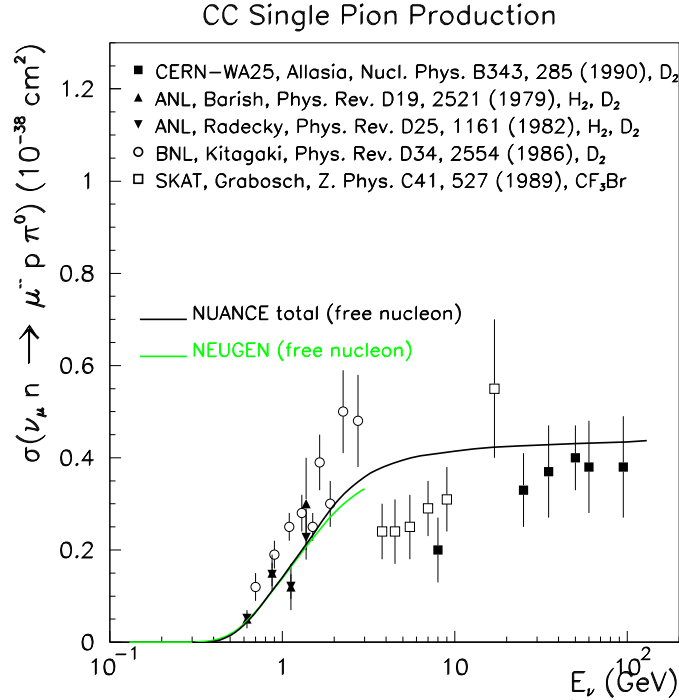 CC Single Pion Production
σ(ν_μ n → μ⁻ p π⁰) (10⁻³⁸ cm²)
CERN−WA25, Allasia, Nucl. Phys. B343, 285 (1990), D₂
ANL, Barish, Phys. Rev. D19, 2521 (1979), H₂, D₂
ANL, Radecky, Phys. Rev. D25, 1161 (1982), H₂, D₂
BNL, Kitagaki, Phys. Rev. D34, 2554 (1986), D₂
SKAT, Grabosch, Z. Phys. C41, 527 (1989), CF₃Br
NUANCE total (free nucleon)
NEUGEN (free nucleon)
1.2
1
0.8
0.6
0.4
0.2
0
10⁻¹ 1 10 10²
E_ν (GeV)